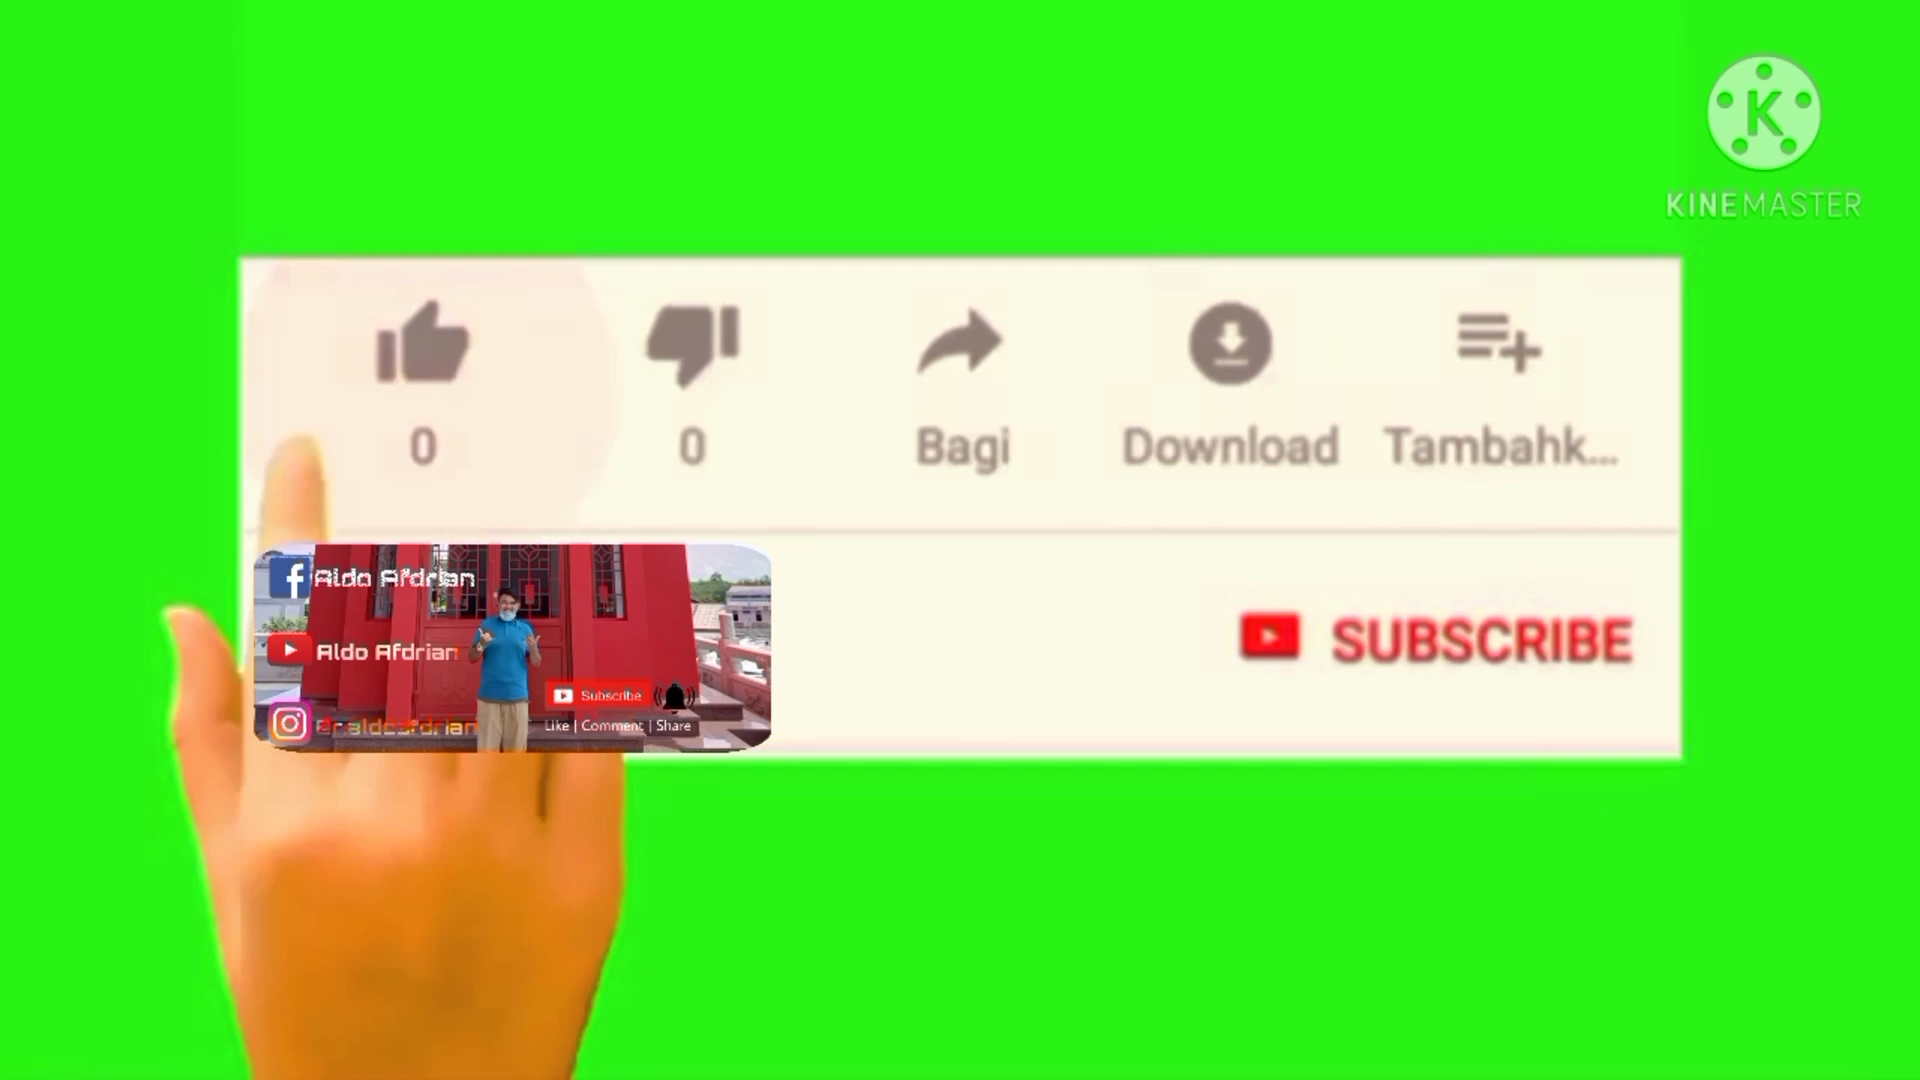 K
KINEMASTER
0
0
Bagi
Download
Tambahk...
Aldo Afdrian
Aldo Afdrian
SUBSCRIBE
Subscribe
Like | Comment | Share